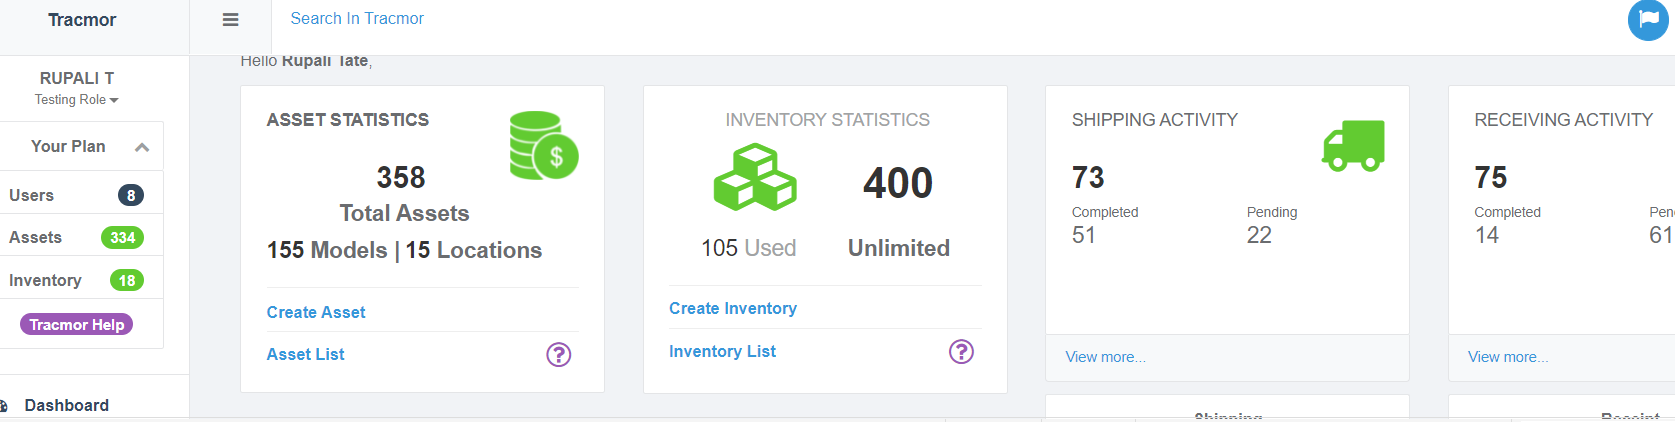 Tracmor
Search In Tracmor
RUPALI T
Testing Role
Your Plan
Users 8
Assets 334
Inventory 18
Tracmor Help
Dashboard
Hello Rupali Tate,
ASSET STATISTICS
$
358
Total Assets
155 Models | 15 Locations
Create Asset
Asset List
?
INVENTORY STATISTICS
400
105 Used
Unlimited
Create Inventory
Inventory List
?
SHIPPING ACTIVITY
73
Completed
Pending
51
22
View more...
Shipping
RECEIVING ACTIVITY
75
Completed
14
61
View more...
Receipt